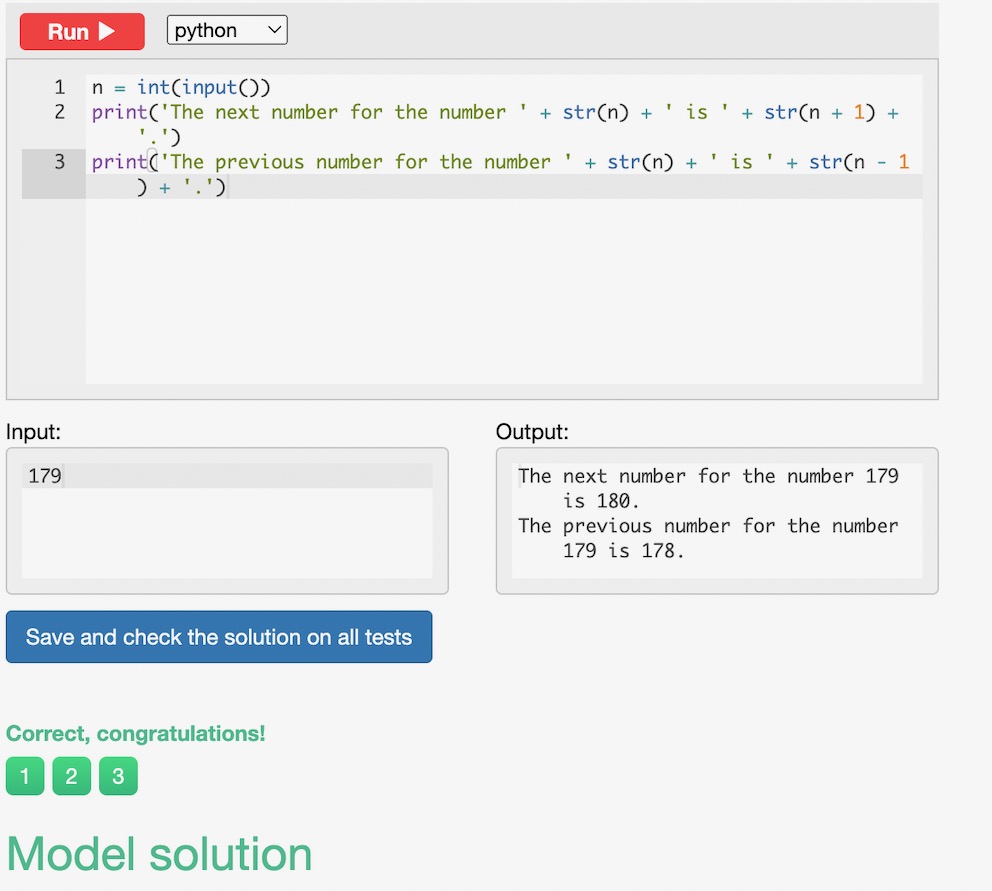 Run
python
1 n = int(input())
2 print('The next number for the number ' + str(n) + ' is ' + str(n + 1) +
'.')
3 print('The previous number for the number ' + str(n) + ' is ' + str(n - 1
) + '.')
Input:
179
Output:
The next number for the number 179
is 180.
The previous number for the number
179 is 178.
Save and check the solution on all tests
Correct, congratulations!
1 2 3
Model solution